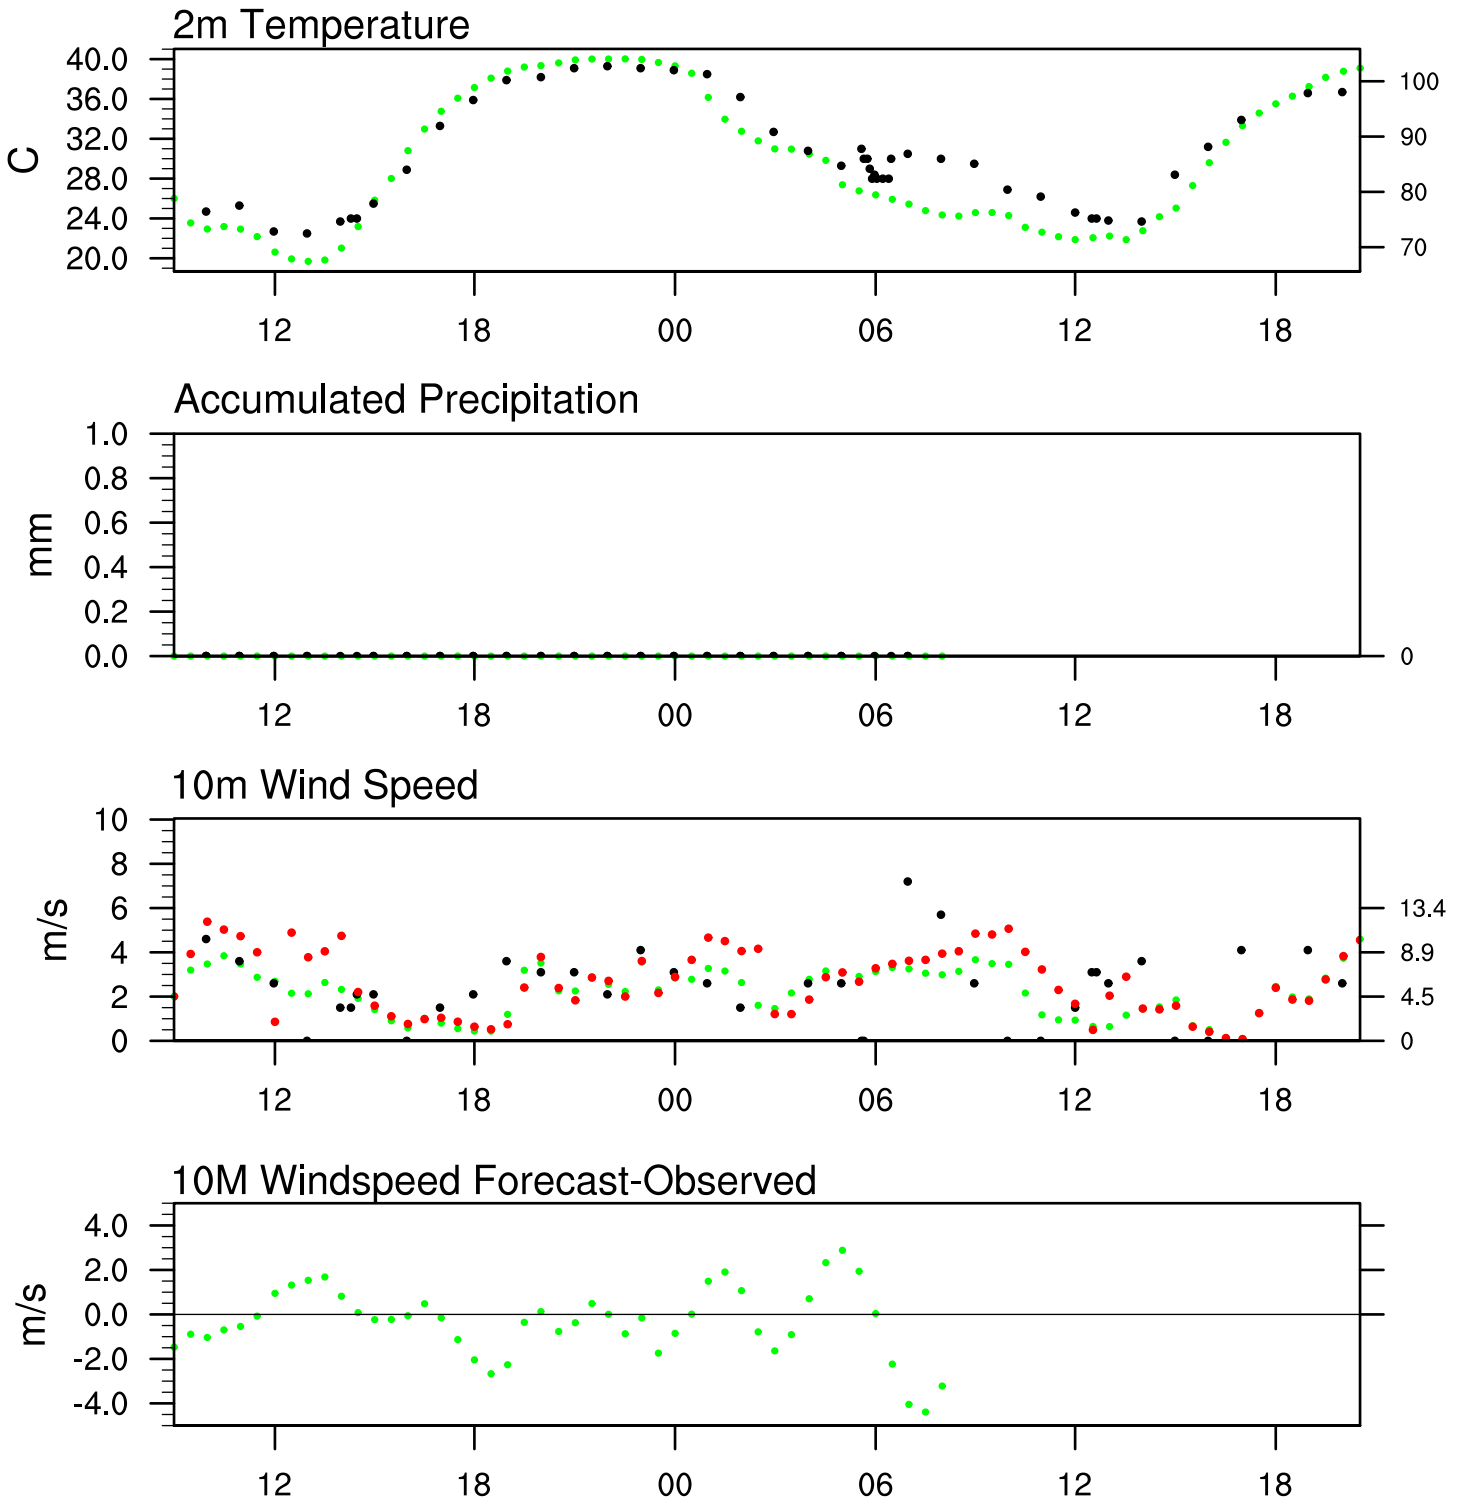 2m Temperature
40.0
36.0
32.0
28.0
24.0
20.0
C
100
90
80
70
12 18 00 06 12 18
Accumulated Precipitation
1.0
0.8
0.6
0.4
0.2
0.0
mm
0
12 18 00 06 12 18
10m Wind Speed
10
8
6
4
2
0
m/s
13.4
8.9
4.5
0
12 18 00 06 12 18
10M Windspeed Forecast-Observed
4.0
2.0
0.0
-2.0
-4.0
m/s
12 18 00 06 12 18